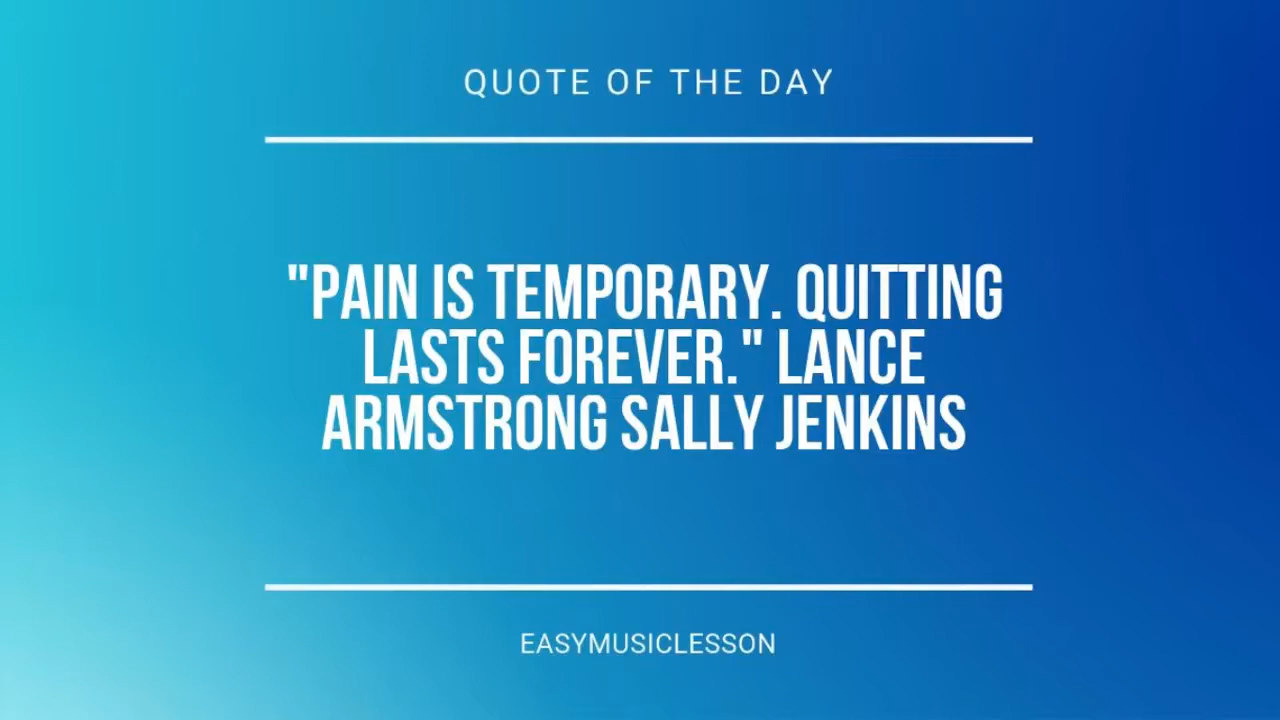 QUOTE OF THE DAY
"PAIN IS TEMPORARY. QUITTING
LASTS FOREVER." LANCE
ARMSTRONG SALLY JENKINS
EASYMUSICLESSON